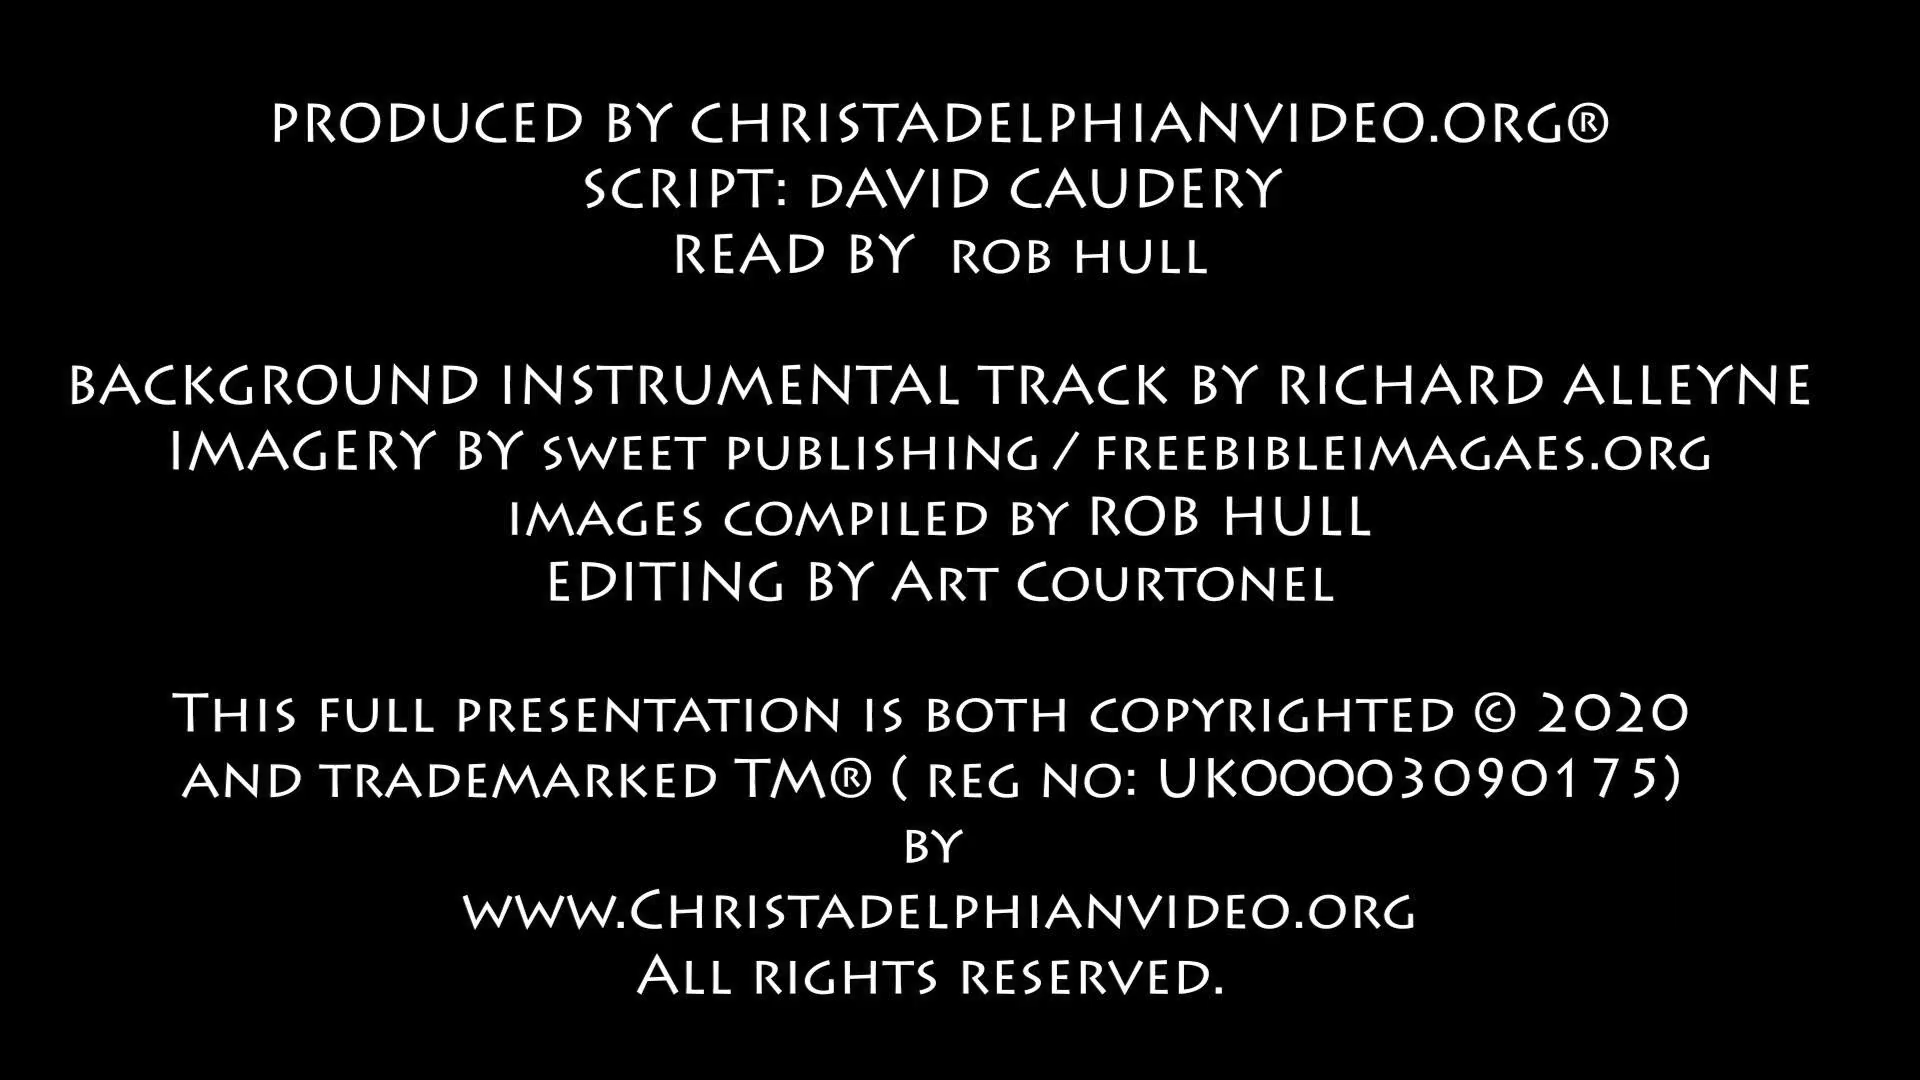 PRODUCED BY CHRISTADELPHIANVIDEO.ORG®
SCRIPT: dAVID CAUDERY
READ BY rob hull
BACKGROUND INSTRUMENTAL TRACK BY RICHARD ALLEYNE
IMAGERY BY sweet publishing / freebibleimagaes.org
images compiled by ROB HULL
EDITING BY Art Courtonel
This full presentation is both copyrighted © 2020
and trademarked TM® ( reg no: UK00003090175)
by
www.Christadelphianvideo.org
All rights reserved.